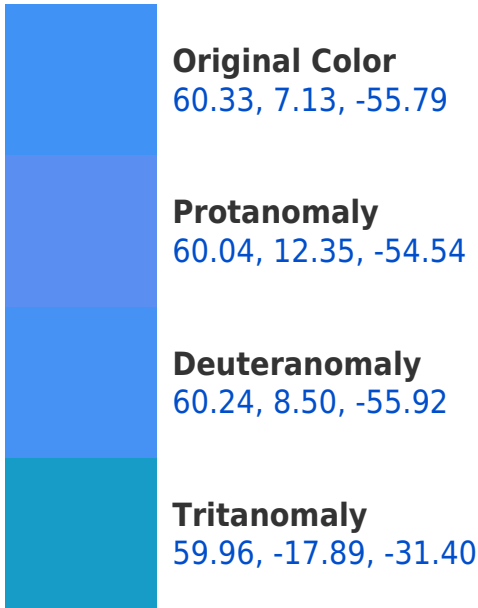 Original Color
60.33, 7.13, -55.79
Protanomaly
60.04, 12.35, -54.54
Deuteranomaly
60.24, 8.50, -55.92
Tritanomaly
59.96, -17.89, -31.40